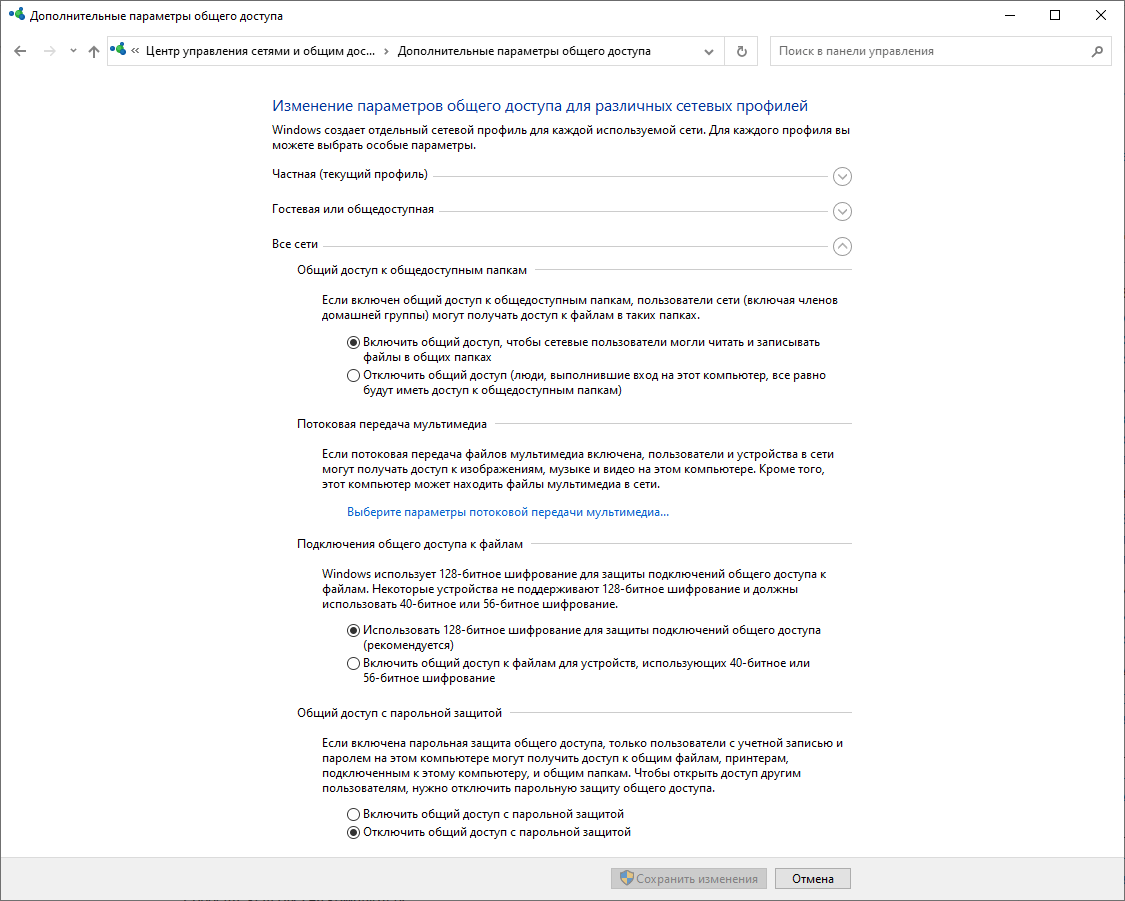 Дополнительные параметры общего доступа
« Центр управления сетями и общим дос... › Дополнительные параметры общего доступа
Поиск в панели управления
Изменение параметров общего доступа для различных сетевых профилей
Windows создает отдельный сетевой профиль для каждой используемой сети. Для каждого профиля вы
можете выбрать особые параметры.
Частная (текущий профиль)
Гостевая или общедоступная
Все сети
Общий доступ к общедоступным папкам
Если включен общий доступ к общедоступным папкам, пользователи сети (включая членов
домашней группы) могут получать доступ к файлам в таких папках.
Включить общий доступ, чтобы сетевые пользователи могли читать и записывать
файлы в общих папках
Отключить общий доступ (люди, выполнившие вход на этот компьютер, все равно
будут иметь доступ к общедоступным папкам)
Потоковая передача мультимедиа
Если потоковая передача файлов мультимедиа включена, пользователи и устройства в сети
могут получать доступ к изображениям, музыке и видео на этом компьютере. Кроме того,
этот компьютер может находить файлы мультимедиа в сети.
Выберите параметры потоковой передачи мультимедиа...
Подключения общего доступа к файлам
Windows использует 128-битное шифрование для защиты подключений общего доступа к
файлам. Некоторые устройства не поддерживают 128-битное шифрование и должны
использовать 40-битное или 56-битное шифрование.
Использовать 128-битное шифрование для защиты подключений общего доступа
(рекомендуется)
Включить общий доступ к файлам для устройств, использующих 40-битное или
56-битное шифрование
Общий доступ с парольной защитой
Если включена парольная защита общего доступа, только пользователи с учетной записью и
паролем на этом компьютере могут получить доступ к общим файлам, принтерам,
подключенным к этому компьютеру, и общим папкам. Чтобы открыть доступ другим
пользователям, нужно отключить парольную защиту общего доступа.
Включить общий доступ с парольной защитой
Отключить общий доступ с парольной защитой
Сохранить изменения
Отмена